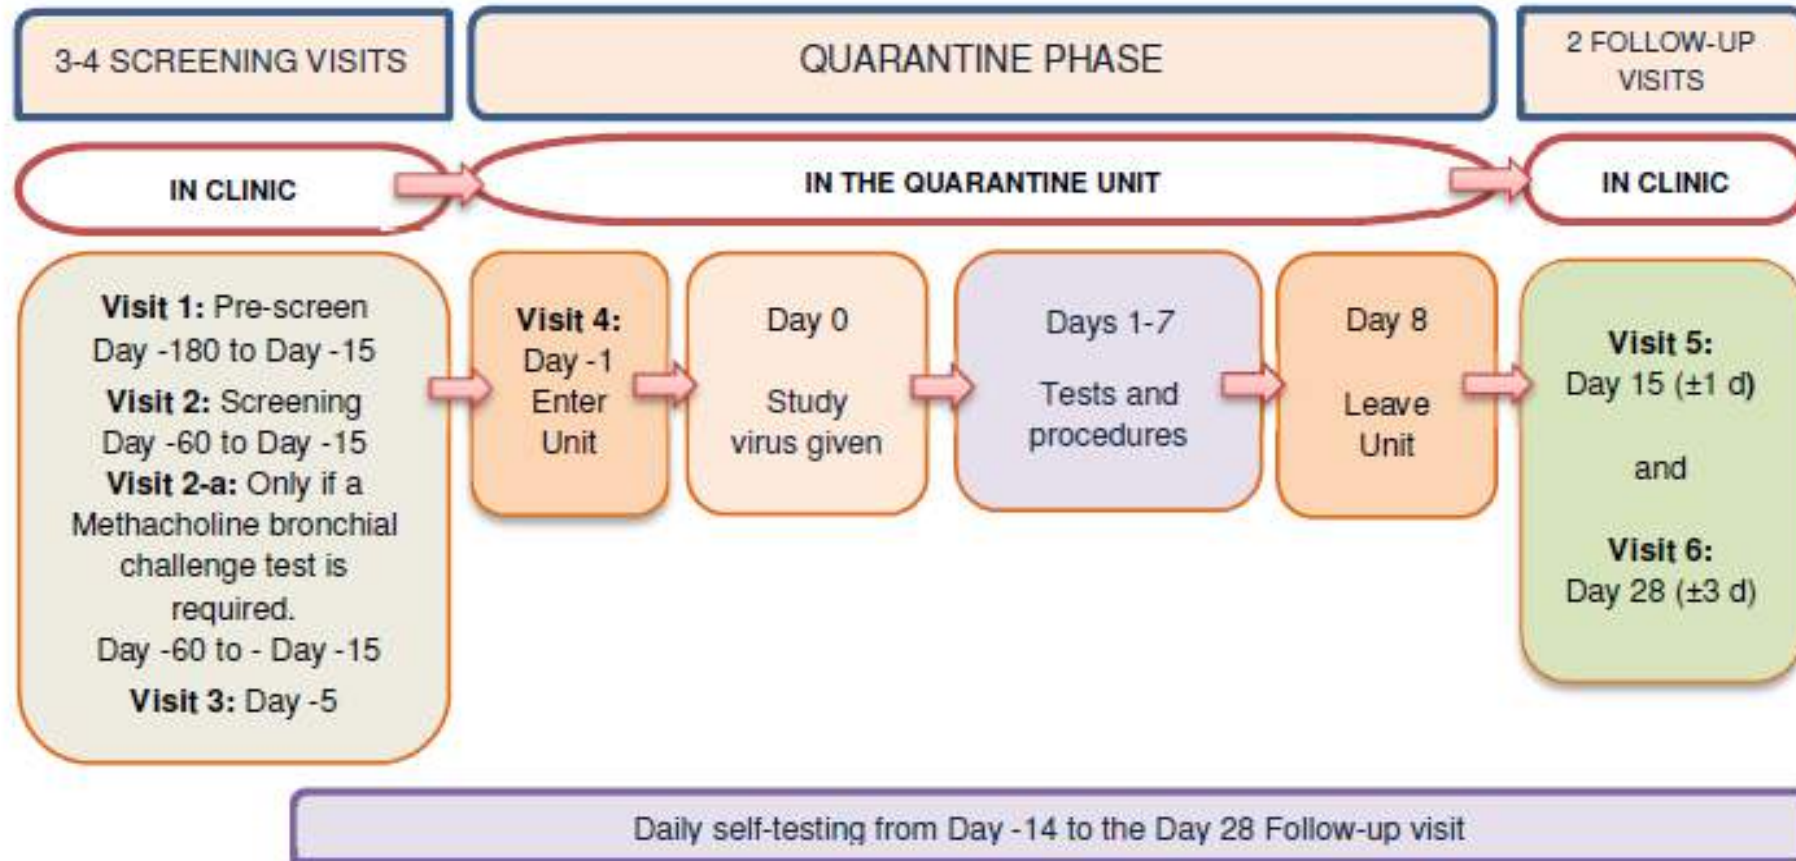 3-4 SCREENING VISITS
QUARANTINE PHASE
2 FOLLOW-UP
VISITS
IN CLINIC
IN THE QUARANTINE UNIT
IN CLINIC
Visit 1: Pre-screen
Day -180 to Day -15
Visit 2: Screening
Day -60 to Day -15
Visit 2-a: Only if a
Methacholine bronchial
challenge test is
required.
Day -60 to - Day -15
Visit 3: Day -5
Visit 4:
Day -1
Enter
Unit
Day 0
Study
virus given
Days 1-7
Tests and
procedures
Day 8
Leave
Unit
Visit 5:
Day 15 (±1 d)
and
Visit 6:
Day 28 (±3 d)
Daily self-testing from Day -14 to the Day 28 Follow-up visit